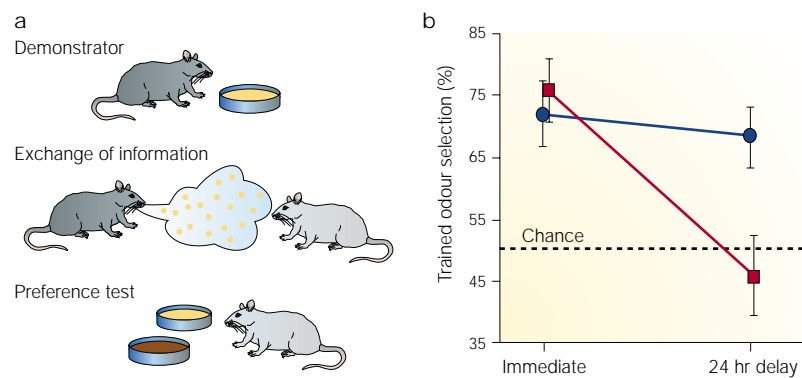 a
Demonstrator
Exchange of information
Preference test
b
Trained odour selection (%)
85
75
65
55
45
35
Chance
Immediate
24 hr delay